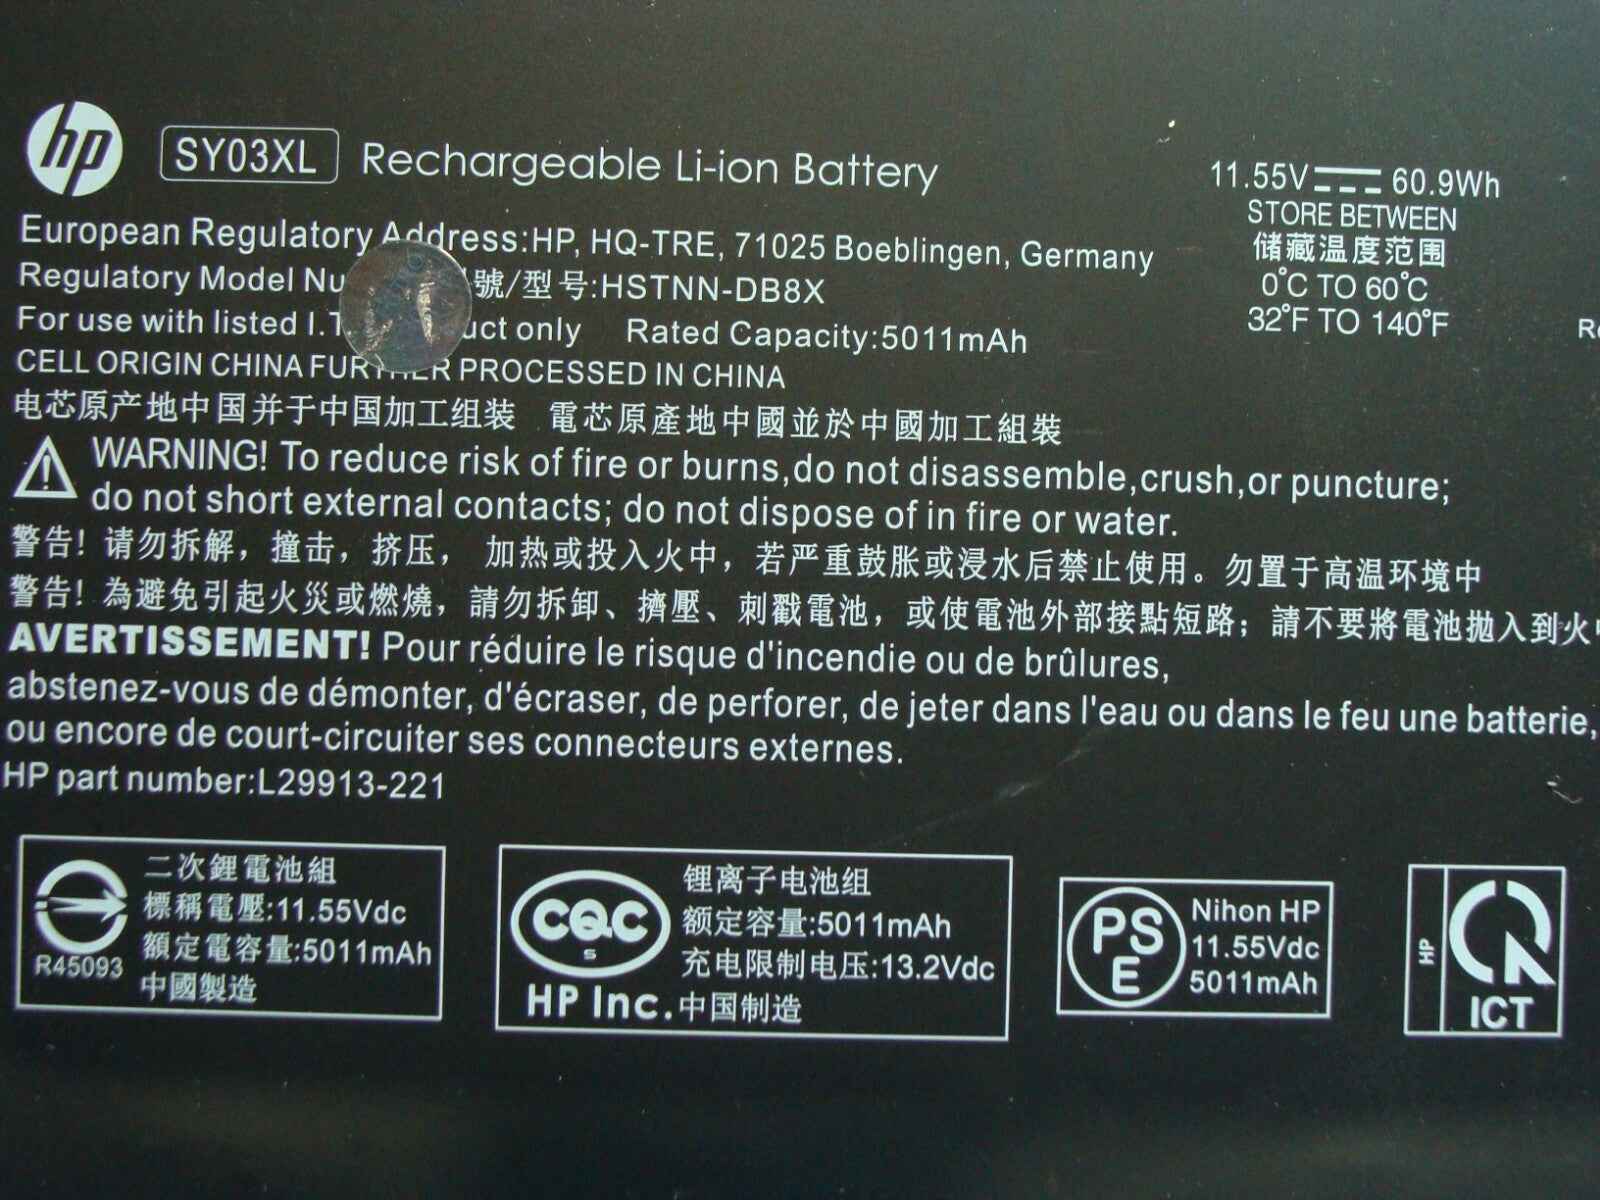 hp SY03XL Rechargeable Li-ion Battery
11.55V 60.9Wh
STORE BETWEEN
储藏温度范围
0°C TO 60°C
32°F TO 140°F
European Regulatory Address:HP, HQ-TRE, 71025 Boeblingen, Germany
Regulatory Model 號/型号:HSTNN-DB8X
For use with listed only Rated Capacity:5011mAh
CELL ORIGIN CHINA FURTHER PROCESSED IN CHINA
电芯原产地中国并于中国加工组装 電芯原產地中國並於中國加工組裝
WARNING! To reduce risk of fire or burns,do not disassemble,crush,or puncture;
do not short external contacts; do not dispose of in fire or water.
警告! 请勿拆解，撞击，挤压， 加热或投入火中，若严重鼓胀或浸水后禁止使用。勿置于高温环境中
警告! 為避免引起火災或燃燒，請勿拆卸、擠壓、刺戳電池，或使電池外部接點短路；請不要將電池拋入到火
AVERTISSEMENT! Pour réduire le risque d'incendie ou de brûlures,
abstenez-vous de démonter, d'écraser, de perforer, de jeter dans l'eau ou dans le feu une batterie,
ou encore de court-circuiter ses connecteurs externes.
HP part number:L29913-221
二次鋰電池組
標稱電壓:11.55Vdc
額定電容量:5011mAh
R45093
中國製造
CQC
S
锂离子电池组
额定容量:5011mAh
充电限制电压:13.2Vdc
HP Inc.中国制造
PS
E
Nihon HP
11.55Vdc
5011mAh
HP
ICT